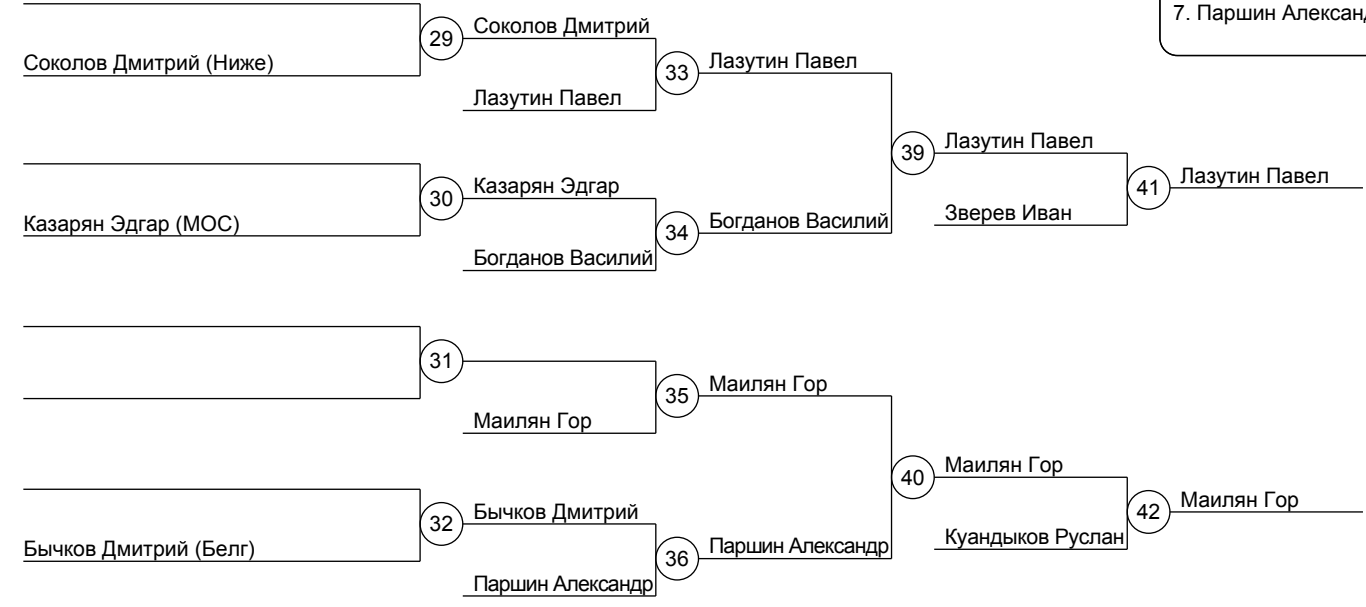 7. Паршин Алексан
Соколов Дмитрий (Ниже)
29
Соколов Дмитрий
Лазутин Павел
33
Лазутин Павел
Казарян Эдгар (МОС)
30
Казарян Эдгар
Богданов Василий
34
Богданов Василий
39
Лазутин Павел
Зверев Иван
41
Лазутин Павел
31
Маилян Гор
35
Маилян Гор
Бычков Дмитрий (Белг)
32
Бычков Дмитрий
Паршин Александр
36
Паршин Александр
40
Маилян Гор
Куандыков Руслан
42
Маилян Гор